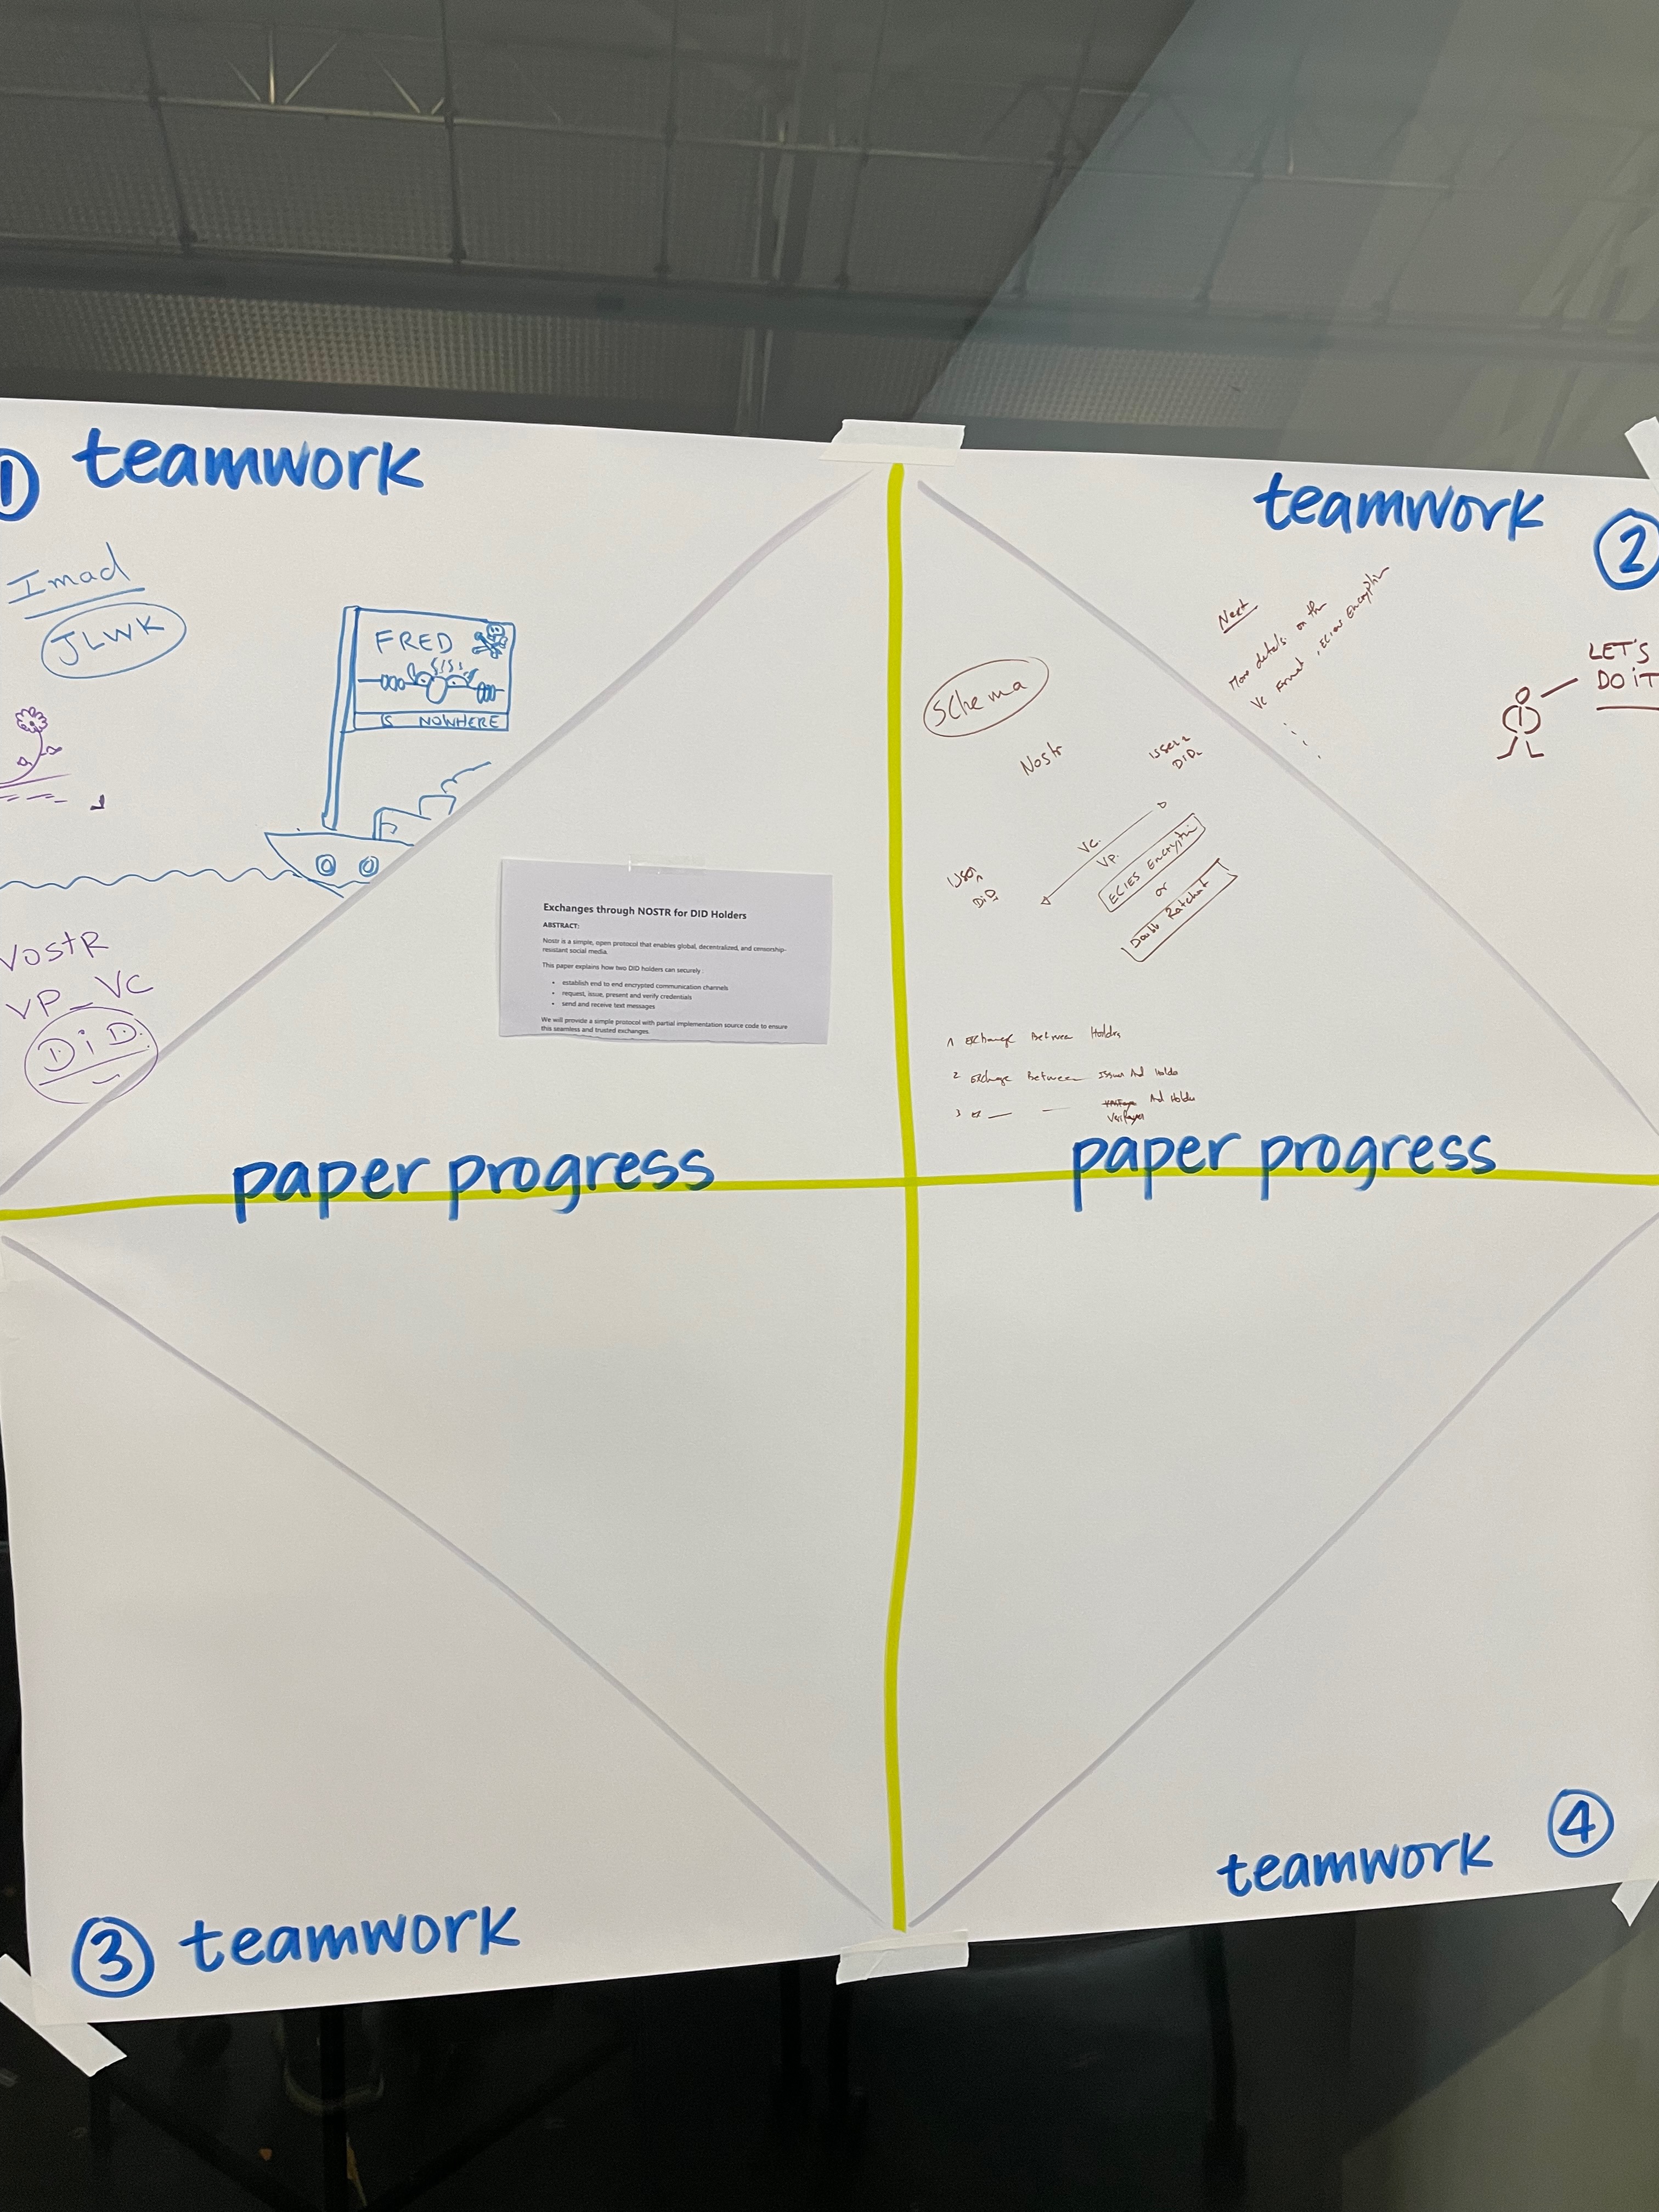 1 teamwork
Imad
JLWK
FRED
IS NOWHERE
NostR
VP_VC
DiD
Exchanges through NOSTR for DID Holders
ABSTRACT:
Nostr is a simple, open protocol that enables global, decentralized, and censorship-
resistant social media.
This paper explains how two DID holders can securely
• establish end to end encrypted communication channels
• request, issue, present and verify credentials
• send and receive text messages
We will provide a simple protocol with partial implementation source code to ensure
this seamless and trusted exchanges.
paper progress
teamwork
2
Next
More details on the
VC Format, ECIES Encryption
LET'S
DO iT
Schema
Nostr
User 2
DiD2
VC
VP
User 1
DiD1
ECIES Encrypti
or
Double Ratchet
1 Exchange Between Holders
2 Exchange Between Issuer And Holde
3 Ex And Holder
paper progress
3 teamwork
teamwork 4